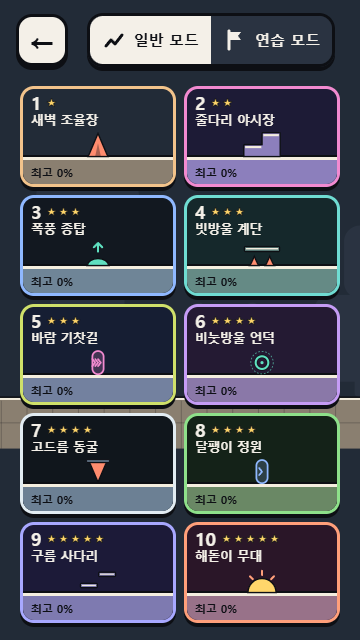 일반 모드
연습 모드
1
새벽 조율장
최고 0%
2
줄다리 야시장
최고 0%
3
폭풍 종탑
최고 0%
4
빗방울 계단
최고 0%
5
바람 기찻길
최고 0%
6
비눗방울 언덕
최고 0%
7
고드름 동굴
최고 0%
8
달팽이 정원
최고 0%
9
구름 사다리
최고 0%
10
해돋이 무대
최고 0%